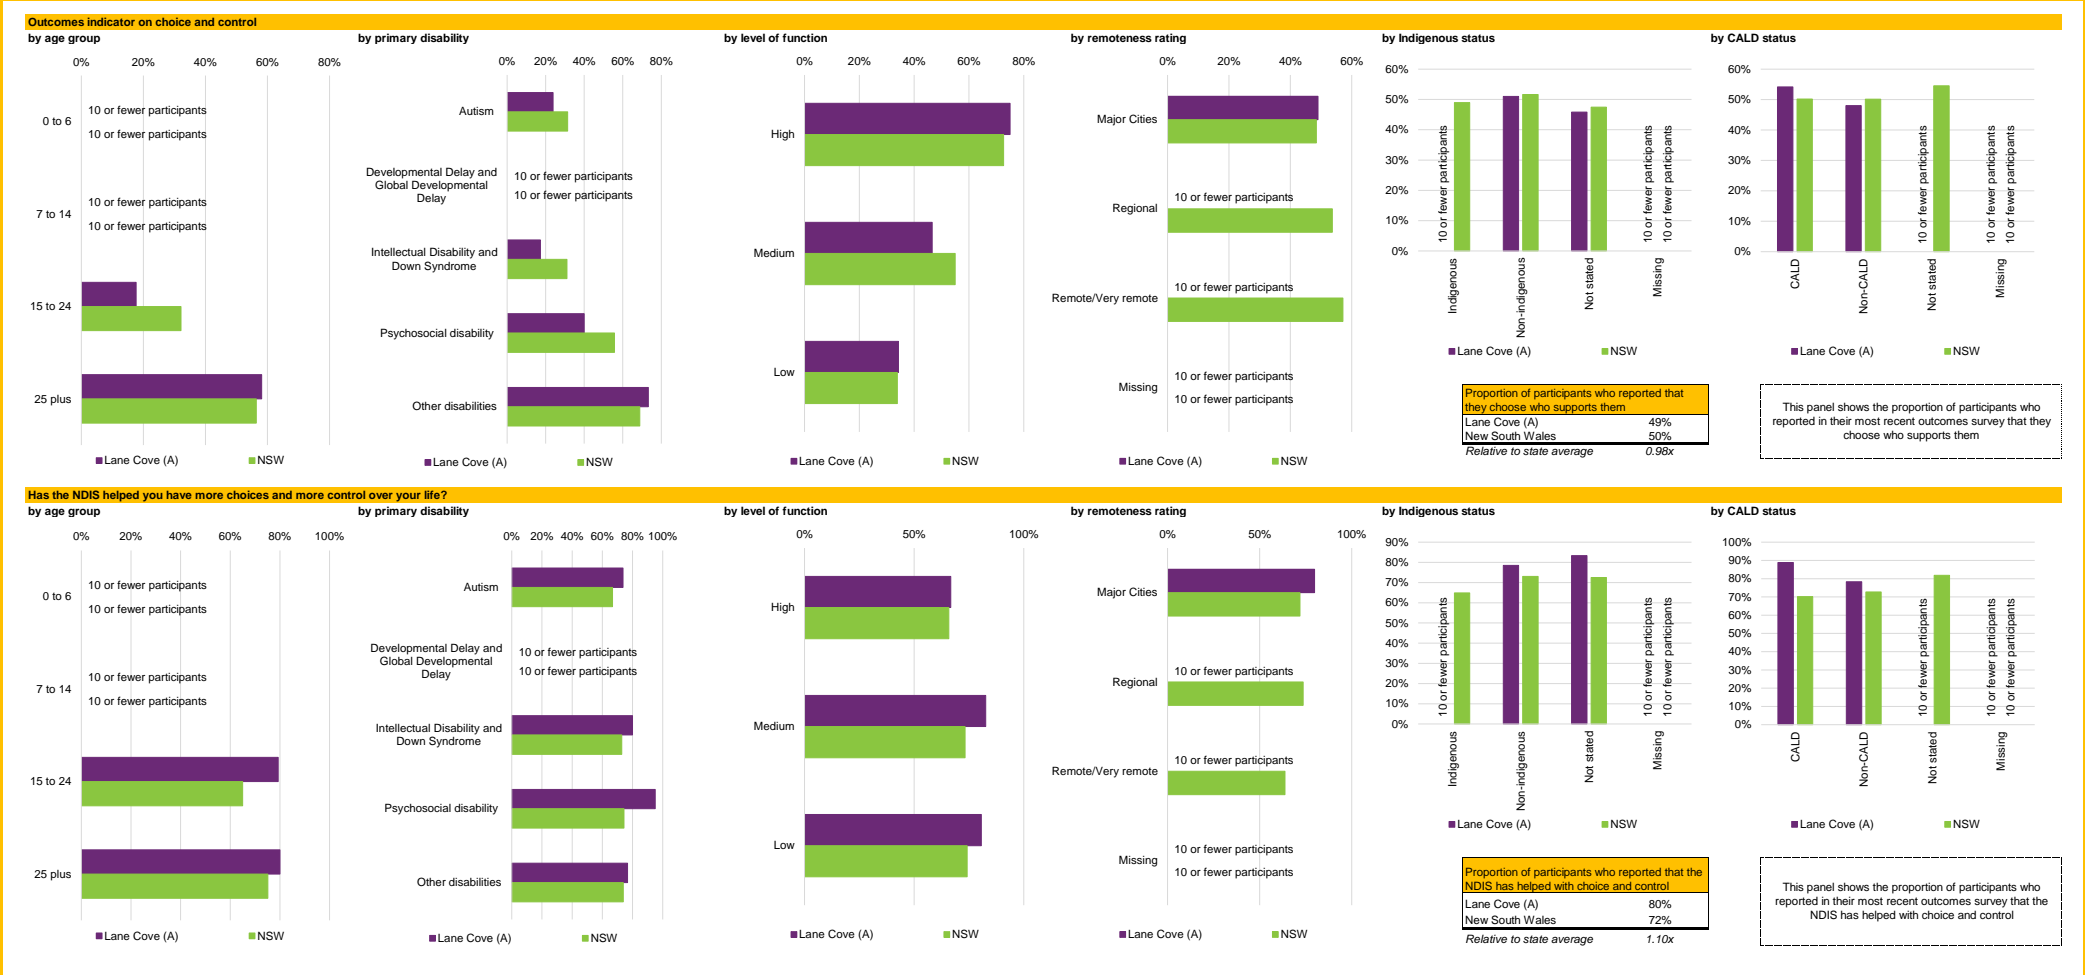 Outcomes indicator on choice and control
by age group
0% 20% 40% 60% 80%
0 to 6
10 or fewer participants
10 or fewer participants
7 to 14
10 or fewer participants
10 or fewer participants
15 to 24
25 plus
Lane Cove (A) NSW
by primary disability
0% 20% 40% 60% 80%
Autism
Developmental Delay and
Global Developmental
Delay
10 or fewer participants
10 or fewer participants
Intellectual Disability and
Down Syndrome
Psychosocial disability
Other disabilities
Lane Cove (A) NSW
by level of function
0% 20% 40% 60% 80%
High
Medium
Low
Lane Cove (A) NSW
by remoteness rating
0% 20% 40% 60%
Major Cities
Regional
10 or fewer participants
Remote/Very remote
10 or fewer participants
Missing
10 or fewer participants
10 or fewer participants
Lane Cove (A) NSW
by Indigenous status
60%
50%
40%
30%
20%
10%
0%
10 or fewer participants
10 or fewer participants
10 or fewer participants
Indigenous
Non-indigenous
Not stated
Missing
Lane Cove (A) NSW
by CALD status
60%
50%
40%
30%
20%
10%
0%
10 or fewer participants
10 or fewer participants
10 or fewer participants
CALD
Non-CALD
Not stated
Missing
Lane Cove (A) NSW
Proportion of participants who reported that
they choose who supports them
Lane Cove (A) 49%
New South Wales 50%
Relative to state average 0.98x
This panel shows the proportion of participants who
reported in their most recent outcomes survey that they
choose who supports them
Has the NDIS helped you have more choices and more control over your life?
by age group
0% 20% 40% 60% 80% 100%
0 to 6
10 or fewer participants
10 or fewer participants
7 to 14
10 or fewer participants
10 or fewer participants
15 to 24
25 plus
Lane Cove (A) NSW
by primary disability
0% 20% 40% 60% 80% 100%
Autism
Developmental Delay and
Global Developmental
Delay
10 or fewer participants
10 or fewer participants
Intellectual Disability and
Down Syndrome
Psychosocial disability
Other disabilities
Lane Cove (A) NSW
by level of function
0% 50% 100%
High
Medium
Low
Lane Cove (A) NSW
by remoteness rating
0% 50% 100%
Major Cities
Regional
10 or fewer participants
Remote/Very remote
10 or fewer participants
Missing
10 or fewer participants
10 or fewer participants
Lane Cove (A) NSW
by Indigenous status
90%
80%
70%
60%
50%
40%
30%
20%
10%
0%
10 or fewer participants
10 or fewer participants
10 or fewer participants
Indigenous
Non-indigenous
Not stated
Missing
Lane Cove (A) NSW
by CALD status
100%
90%
80%
70%
60%
50%
40%
30%
20%
10%
0%
10 or fewer participants
10 or fewer participants
10 or fewer participants
CALD
Non-CALD
Not stated
Missing
Lane Cove (A) NSW
Proportion of participants who reported that the
NDIS has helped with choice and control
Lane Cove (A) 80%
New South Wales 72%
Relative to state average 1.10x
This panel shows the proportion of participants who
reported in their most recent outcomes survey that the
NDIS has helped with choice and control